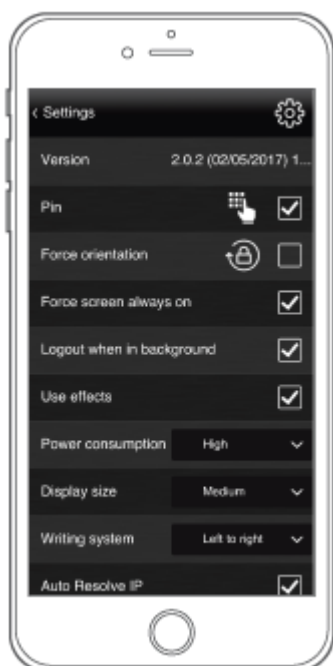 ‹ Settings
Version 2.0.2 (02/05/2017) 1...
Pin
Force orientation
Force screen always on
Logout when in background
Use effects
Power consumption High
Display size Medium
Writing system Left to right
Auto Resolve IP